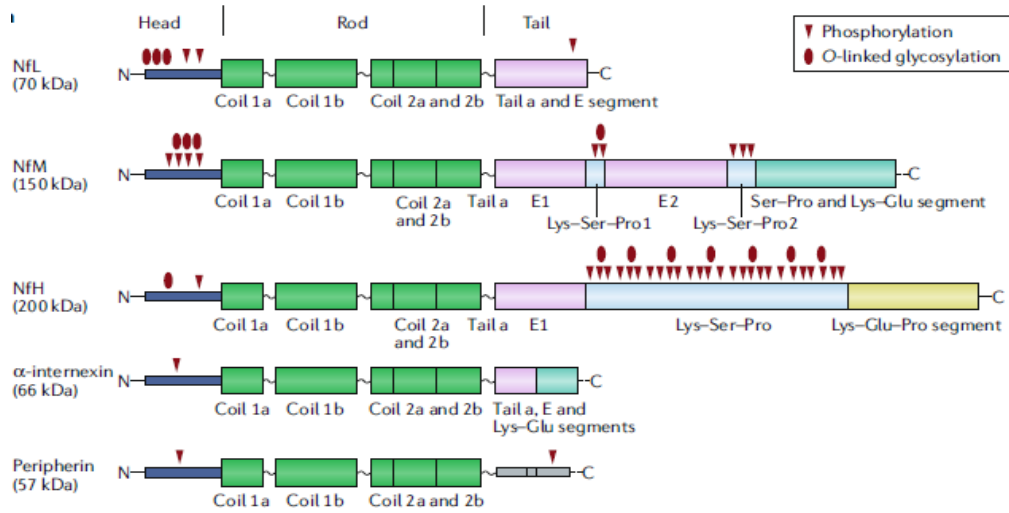 Head Rod Tail
Phosphorylation
O-linked glycosylation
NfL
(70 kDa)
N
C
Coil 1a Coil 1b Coil 2a and 2b Tail a and E segment
NfM
(150 kDa)
N
C
Coil 1a Coil 1b Coil 2a and 2b Tail a E1 E2 Ser–Pro and Lys–Glu segment
Lys–Ser–Pro1 Lys–Ser–Pro2
NfH
(200 kDa)
N
C
Coil 1a Coil 1b Coil 2a and 2b Tail a E1 Lys–Ser–Pro Lys–Glu–Pro segment
α-internexin
(66 kDa)
N
C
Coil 1a Coil 1b Coil 2a and 2b Tail a, E and
Lys–Glu segments
Peripherin
(57 kDa)
N
C
Coil 1a Coil 1b Coil 2a and 2b